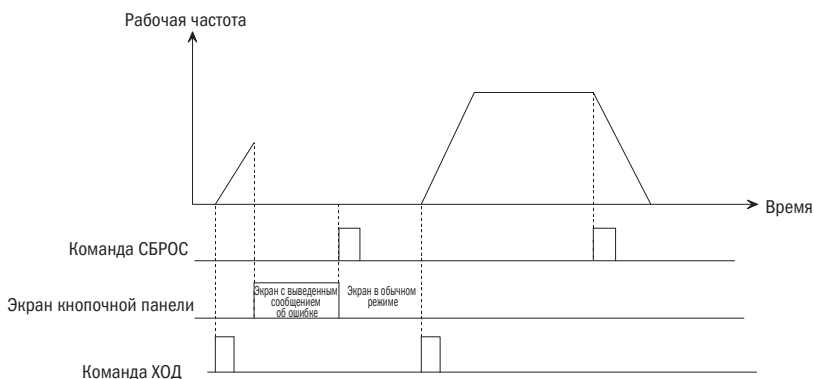 Рабочая частота
Время
Команда СБРОС
Экран кнопочной панели
Экран с выведенным
сообщением
об ошибке
Экран в обычном
режиме
Команда ХОД